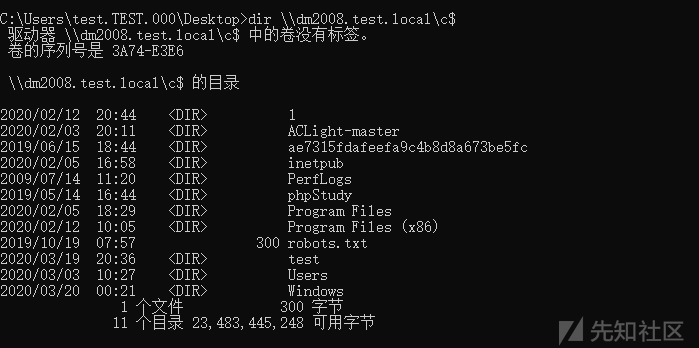 C:\Users\test.TEST.000\Desktop>dir \\dm2008.test.local\c$
驱动器 \\dm2008.test.local\c$ 中的卷没有标签。
卷的序列号是 3A74-E3E6
\\dm2008.test.local\c$ 的目录
2020/02/12 20:44 <DIR> 1
2020/02/03 20:11 <DIR> ACLight-master
2019/06/15 18:44 <DIR> ae7315fdafeefa9c4b8d8a673be5fc
2020/02/05 16:58 <DIR> inetpub
2009/07/14 11:20 <DIR> PerfLogs
2019/05/14 16:44 <DIR> phpStudy
2020/02/05 18:29 <DIR> Program Files
2020/02/12 10:05 <DIR> Program Files (x86)
2019/10/19 07:57 300 robots.txt
2020/03/19 20:36 <DIR> test
2020/03/03 10:27 <DIR> Users
2020/03/20 00:21 <DIR> Windows
1 个文件 300 字节
11 个目录 23,483,445,248 可用字节
先知社区